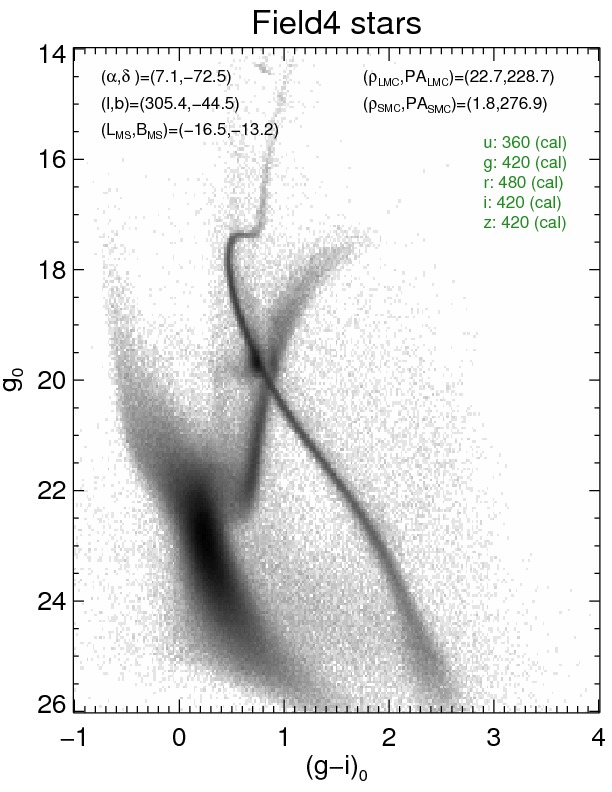 Field4 stars
14
(α,δ )=(7.1,−72.5)
(ρLMC,PALMC)=(22.7,228.7)
(l,b)=(305.4,−44.5)
(ρSMC,PASMC)=(1.8,276.9)
(LMS,BMS)=(−16.5,−13.2)
u: 360 (cal)
16
g: 420 (cal)
r: 480 (cal)
i: 420 (cal)
z: 420 (cal)
18
g0
20
22
24
26
−1 0 1 2 3 4
(g−i)0